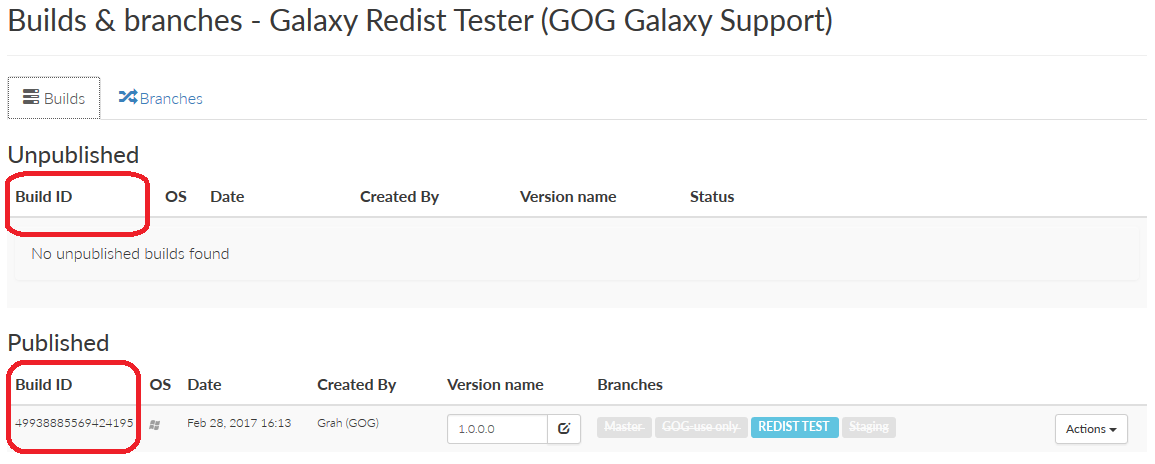 Builds & branches - Galaxy Redist Tester (GOG Galaxy Support)
Builds Branches
Unpublished
Build ID OS Date Created By Version name Status
No unpublished builds found
Published
Build ID OS Date Created By Version name Branches
49938885569424195 Feb 28, 2017 16:13 Grah (GOG) 1.0.0.0 Master GOG-use only REDIST TEST Staging Actions